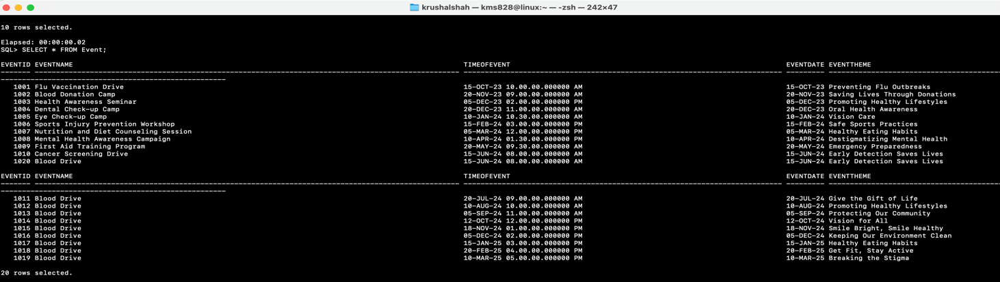 krushalshah — kms828@linux:~ — -zsh — 242×47
10 rows selected.
Elapsed: 00:00:00.02
SQL> SELECT * FROM Event;
EVENTID EVENTNAME TIMEOFEVENT EVENTDATE EVENTTHEME
1001 Flu Vaccination Drive 15-OCT-23 10.00.00.000000 AM 15-OCT-23 Preventing Flu Outbreaks
1002 Blood Donation Camp 20-NOV-23 09.00.00.000000 AM 20-NOV-23 Saving Lives Through Donations
1003 Health Awareness Seminar 05-DEC-23 02.00.00.000000 PM 05-DEC-23 Promoting Healthy Lifestyles
1004 Dental Check-up Camp 20-DEC-23 11.00.00.000000 AM 20-DEC-23 Oral Health Awareness
1005 Eye Check-up Camp 10-JAN-24 10.30.00.000000 AM 10-JAN-24 Vision Care
1006 Sports Injury Prevention Workshop 15-FEB-24 03.00.00.000000 PM 15-FEB-24 Safe Sports Practices
1007 Nutrition and Diet Counseling Session 05-MAR-24 12.00.00.000000 PM 05-MAR-24 Healthy Eating Habits
1008 Mental Health Awareness Campaign 10-APR-24 01.30.00.000000 PM 10-APR-24 Destigmatizing Mental Health
1009 First Aid Training Program 20-MAY-24 09.30.00.000000 AM 20-MAY-24 Emergency Preparedness
1010 Cancer Screening Drive 15-JUN-24 08.00.00.000000 AM 15-JUN-24 Early Detection Saves Lives
1020 Blood Drive 15-JUN-24 08.00.00.000000 AM 15-JUN-24 Early Detection Saves Lives
EVENTID EVENTNAME TIMEOFEVENT EVENTDATE EVENTTHEME
1011 Blood Drive 20-JUL-24 09.00.00.000000 AM 20-JUL-24 Give the Gift of Life
1012 Blood Drive 10-AUG-24 10.00.00.000000 AM 10-AUG-24 Promoting Healthy Lifestyles
1013 Blood Drive 05-SEP-24 11.00.00.000000 AM 05-SEP-24 Protecting Our Community
1014 Blood Drive 12-OCT-24 12.00.00.000000 PM 12-OCT-24 Vision for All
1015 Blood Drive 18-NOV-24 01.00.00.000000 PM 18-NOV-24 Smile Bright, Smile Healthy
1016 Blood Drive 05-DEC-24 02.00.00.000000 PM 05-DEC-24 Keeping Our Environment Clean
1017 Blood Drive 15-JAN-25 03.00.00.000000 PM 15-JAN-25 Healthy Eating Habits
1018 Blood Drive 20-FEB-25 04.00.00.000000 PM 20-FEB-25 Get Fit, Stay Active
1019 Blood Drive 10-MAR-25 05.00.00.000000 PM 10-MAR-25 Breaking the Stigma
20 rows selected.